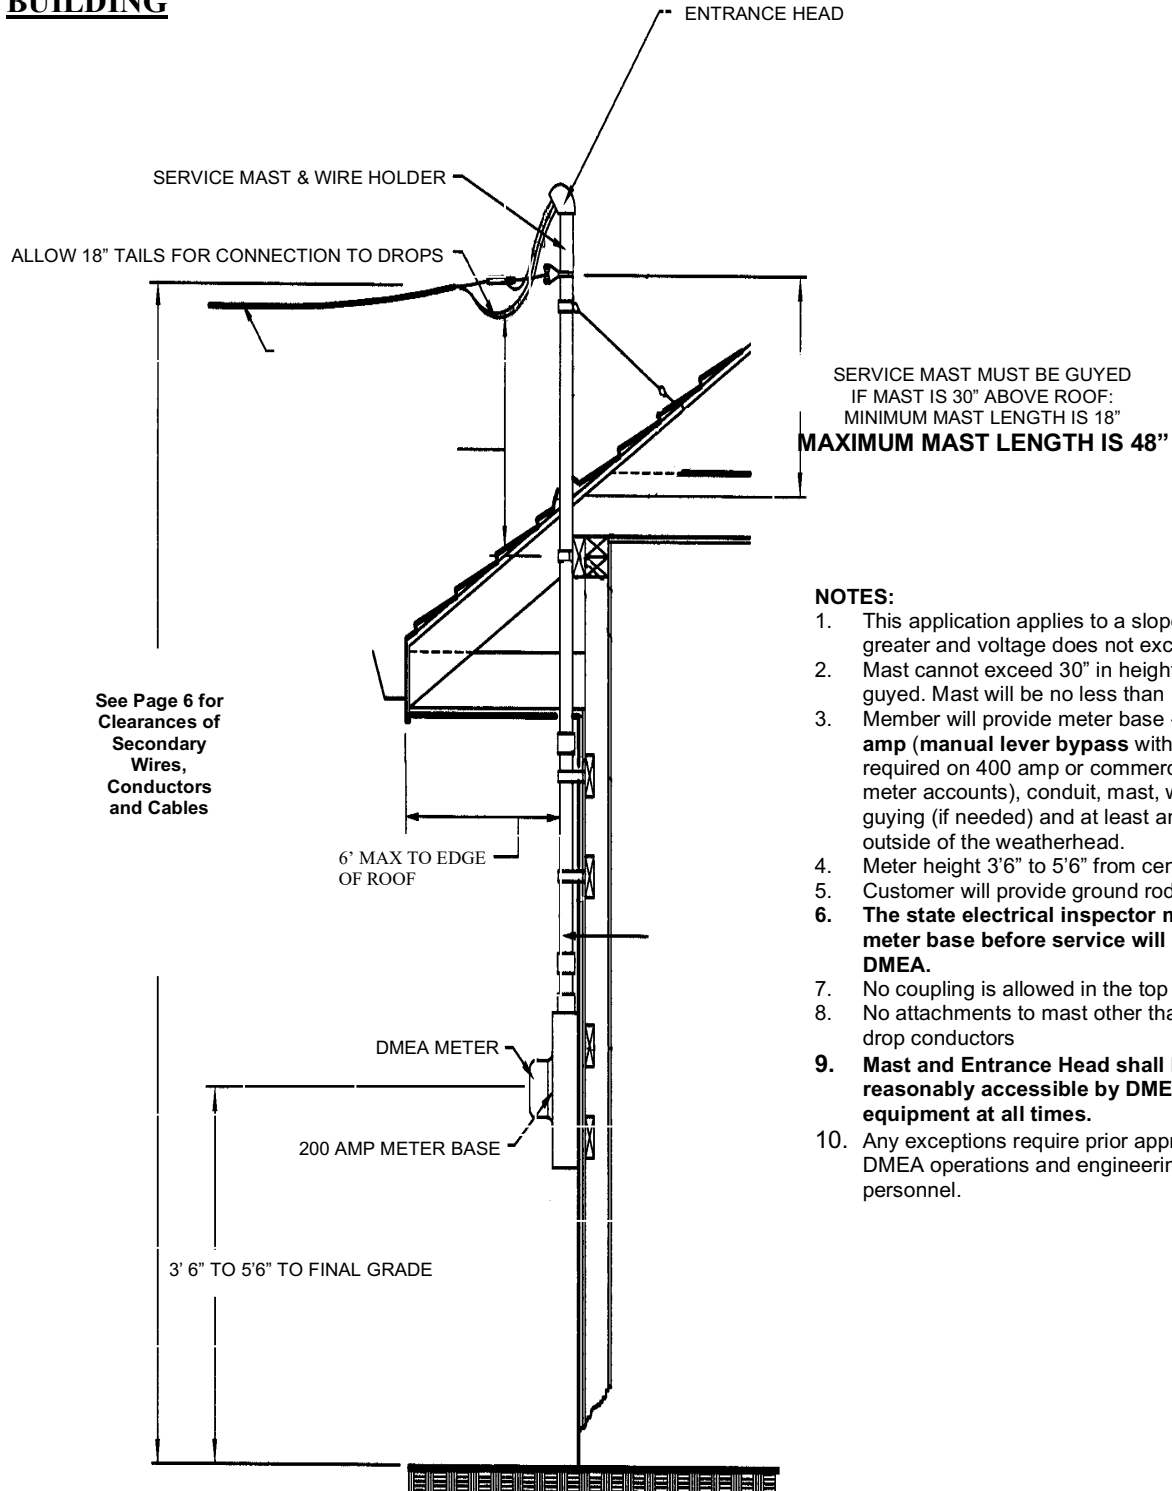 BUILDING
ENTRANCE HEAD
SERVICE MAST & WIRE HOLDER
ALLOW 18” TAILS FOR CONNECTION TO DROPS
SERVICE MAST MUST BE GUYED
IF MAST IS 30” ABOVE ROOF:
MINIMUM MAST LENGTH IS 18”
MAXIMUM MAST LENGTH IS 48”
See Page 6 for
Clearances of
Secondary
Wires,
Conductors
and Cables
6’ MAX TO EDGE
OF ROOF
DMEA METER
200 AMP METER BASE
3’ 6” TO 5’6” TO FINAL GRADE
NOTES:
1. This application applies to a slope
greater and voltage does not exc
2. Mast cannot exceed 30” in height
guyed. Mast will be no less than
3. Member will provide meter base
amp (manual lever bypass with
required on 400 amp or commerc
meter accounts), conduit, mast, w
guying (if needed) and at least an
outside of the weatherhead.
4. Meter height 3’6” to 5’6” from cen
5. Customer will provide ground rod
6. The state electrical inspector m
meter base before service will
DMEA.
7. No coupling is allowed in the top
8. No attachments to mast other tha
drop conductors
9. Mast and Entrance Head shall
reasonably accessible by DME
equipment at all times.
10. Any exceptions require prior appr
DMEA operations and engineerin
personnel.